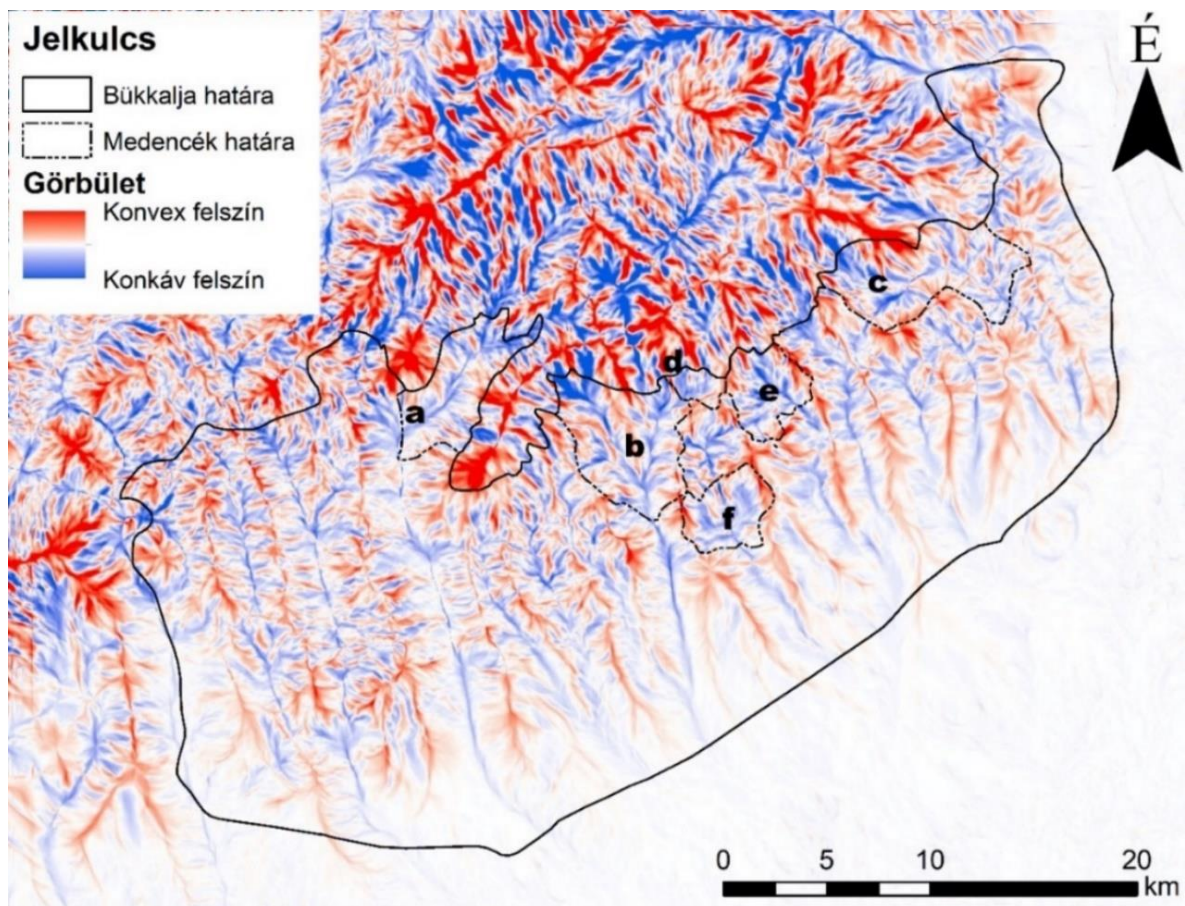 Jelkulcs
Bükkalja határa
Medencék határa
Görbület
Konvex felszín
Konkáv felszín
É
c
d
e
a
b
f
0 5 10 20
km